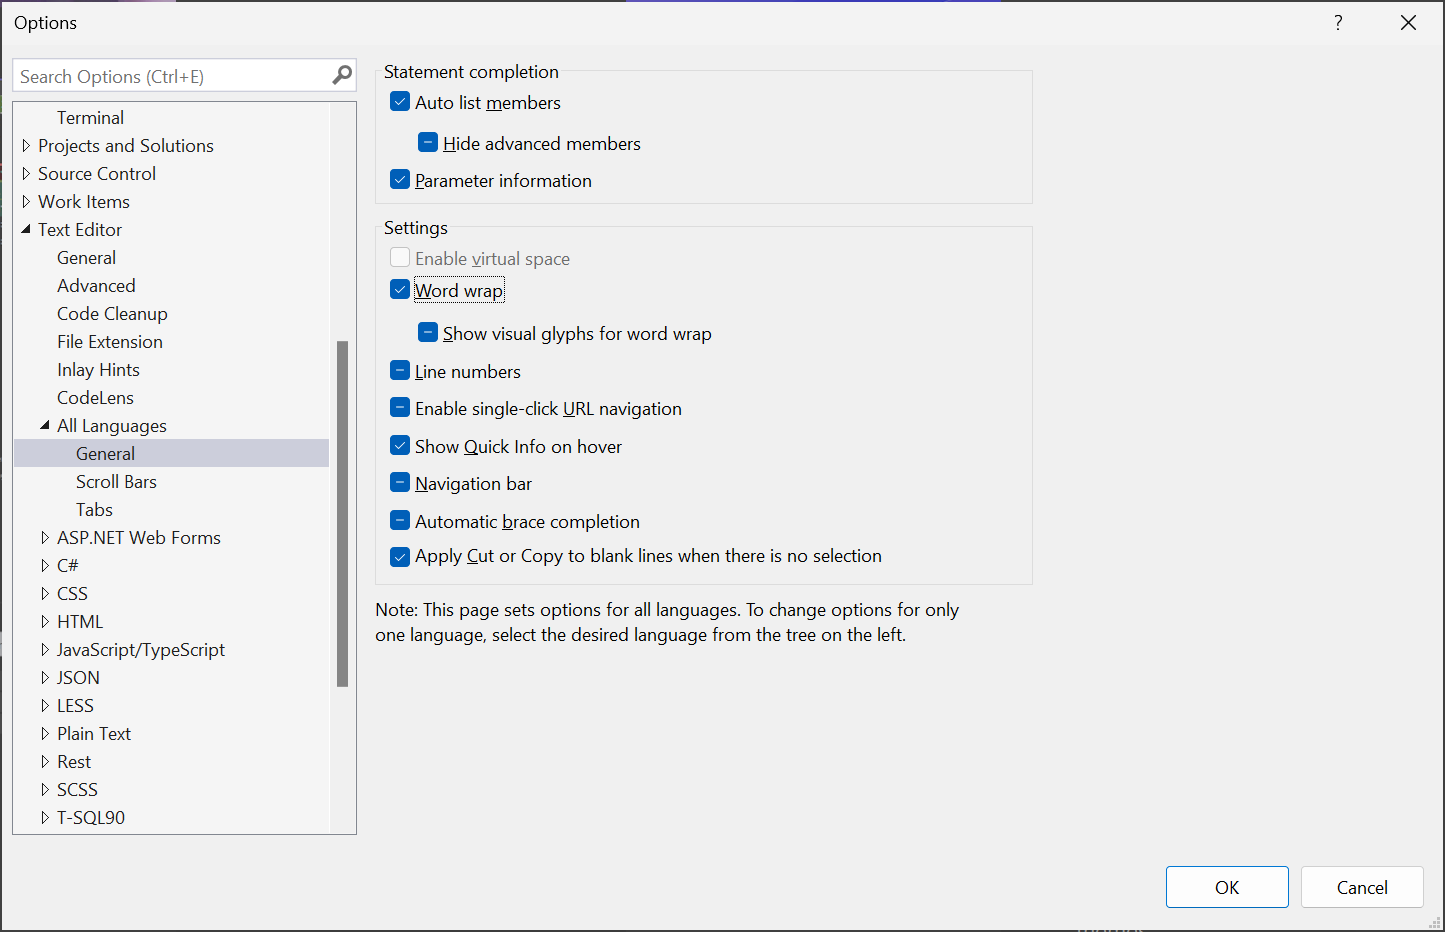 Options
?
Search Options (Ctrl+E)
Terminal
Projects and Solutions
Source Control
Work Items
Text Editor
General
Advanced
Code Cleanup
File Extension
Inlay Hints
CodeLens
All Languages
General
Scroll Bars
Tabs
ASP.NET Web Forms
C#
CSS
HTML
JavaScript/TypeScript
JSON
LESS
Plain Text
Rest
SCSS
T-SQL90
Statement completion
Auto list members
Hide advanced members
Parameter information
Settings
Enable virtual space
Word wrap
Show visual glyphs for word wrap
Line numbers
Enable single-click URL navigation
Show Quick Info on hover
Navigation bar
Automatic brace completion
Apply Cut or Copy to blank lines when there is no selection
Note: This page sets options for all languages. To change options for only
one language, select the desired language from the tree on the left.
OK
Cancel